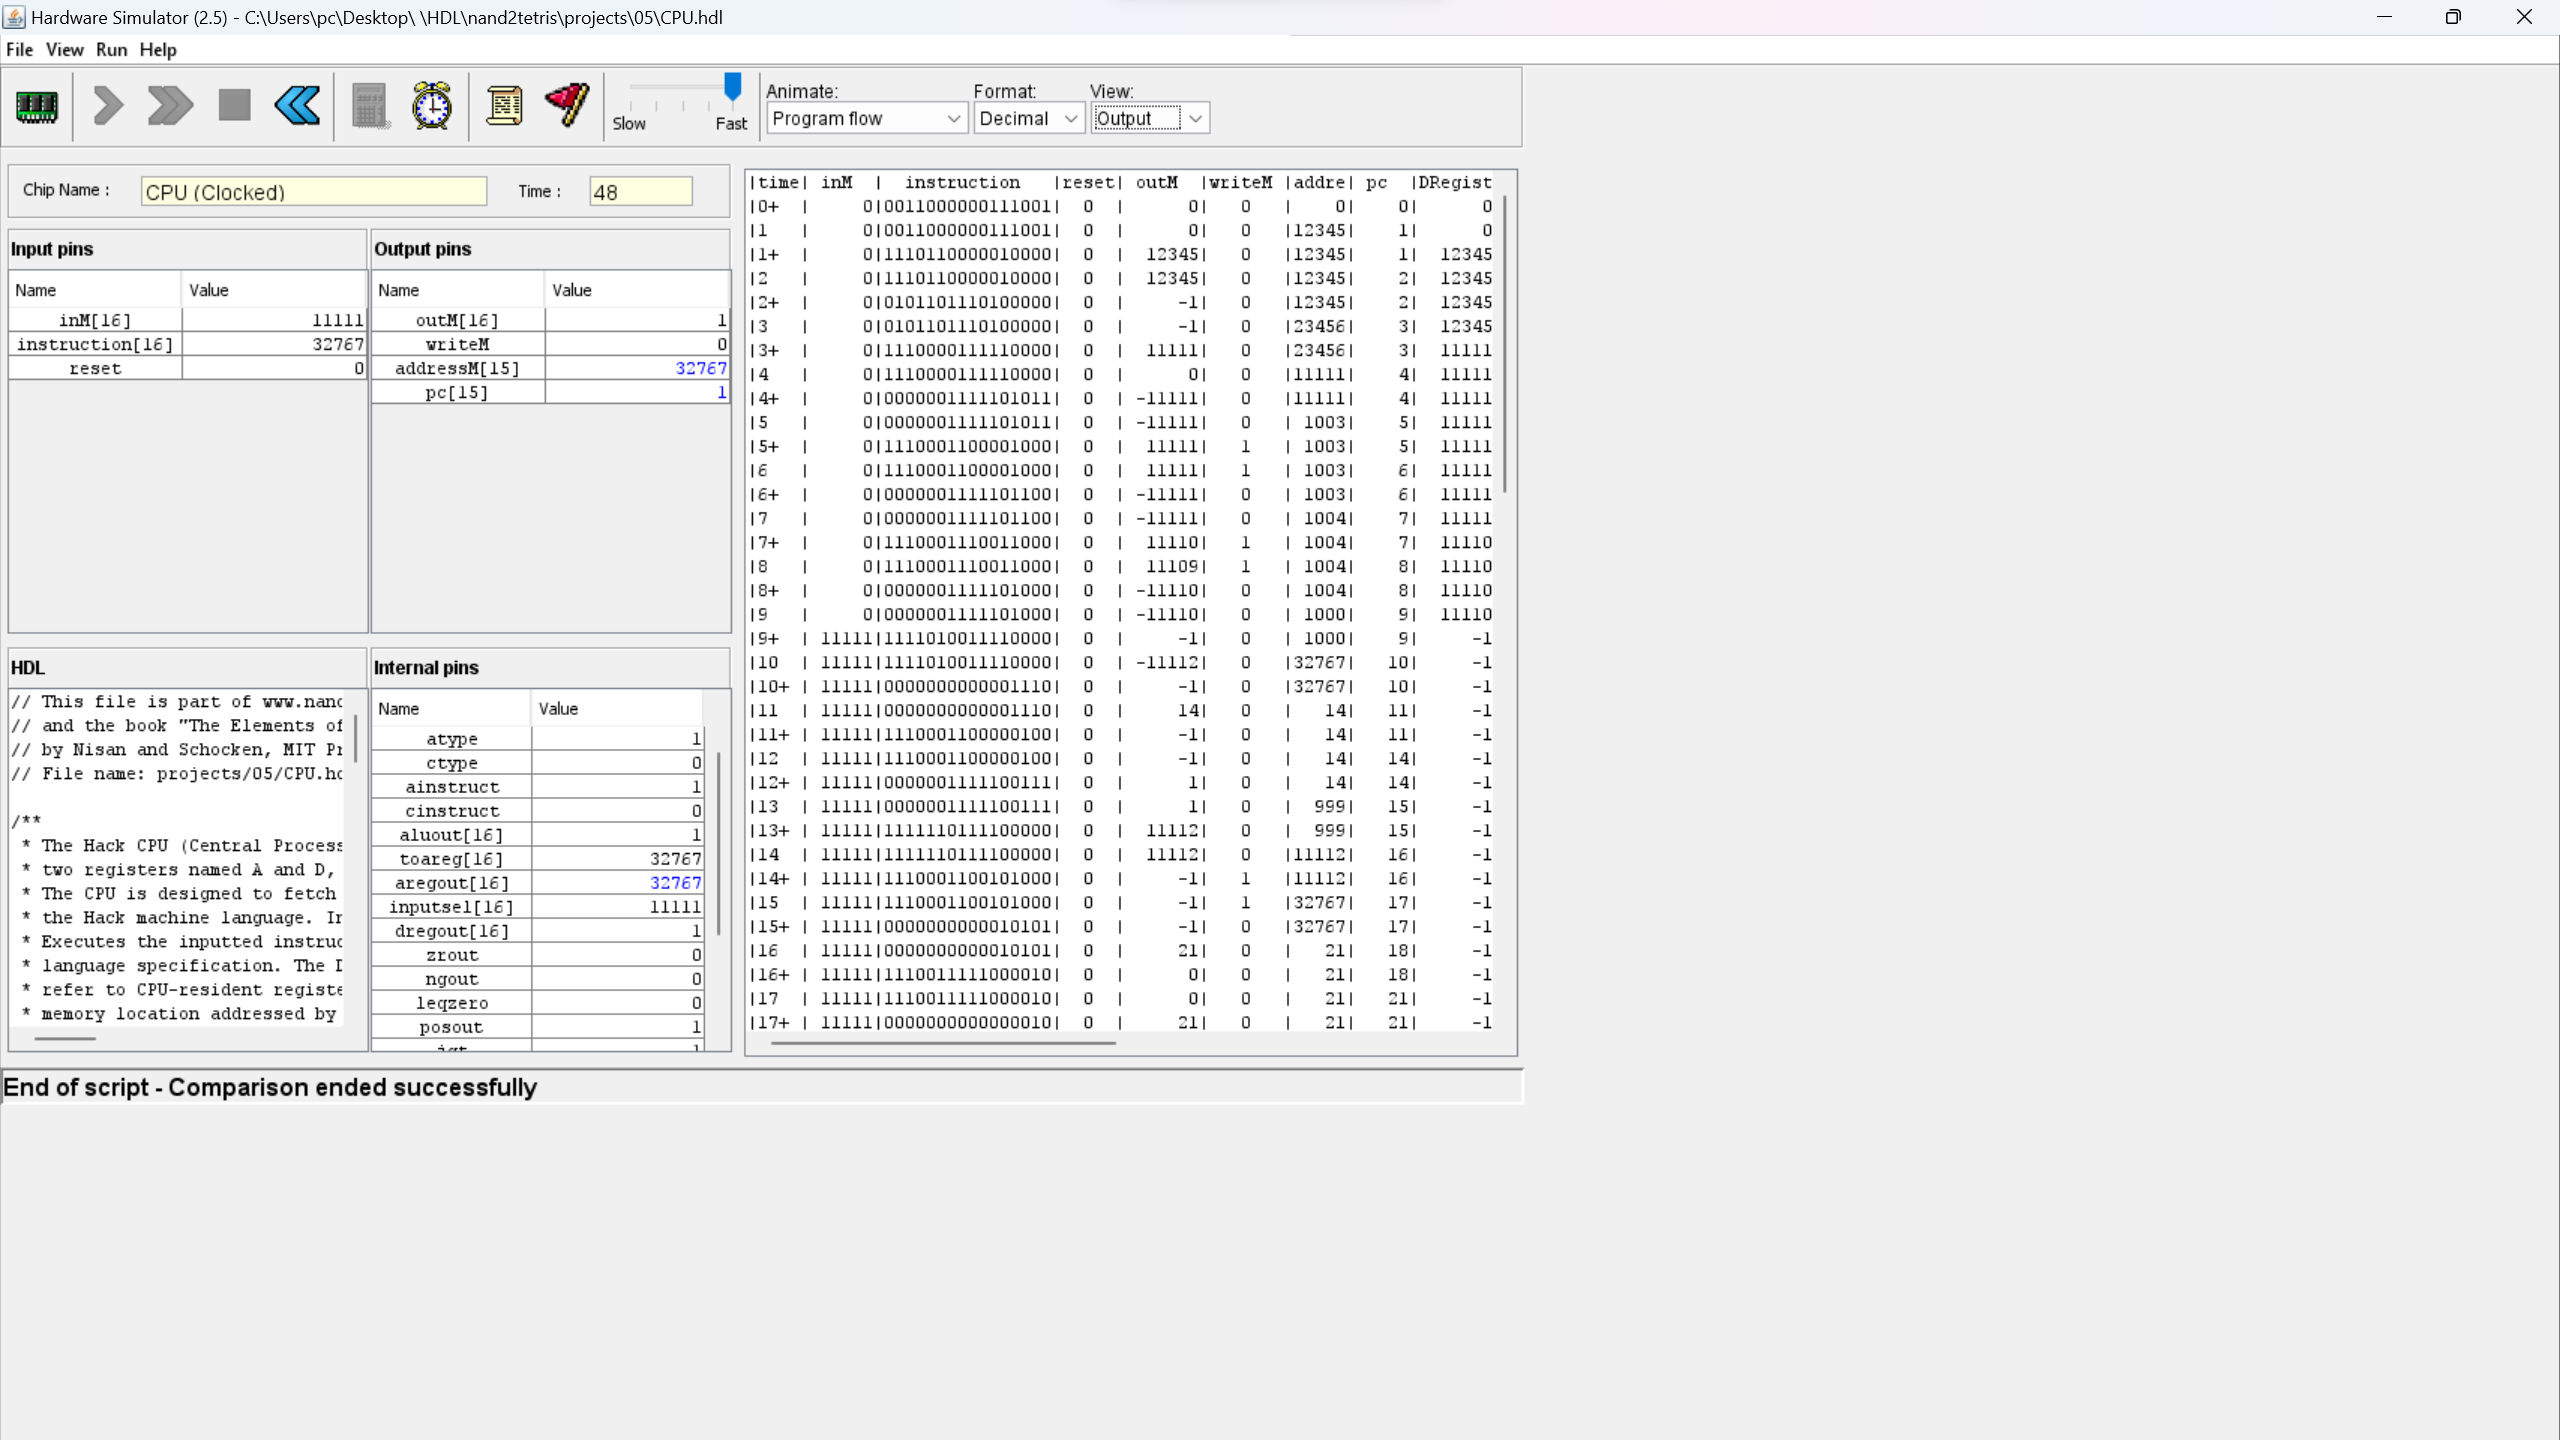 Hardware Simulator (2.5) - C:\Users\pc\Desktop\ \HDL\nand2tetris\projects\05\CPU.hdl
File View Run Help
Slow Fast
Animate: Format: View:
Program flow Decimal Output
Chip Name : CPU (Clocked) Time : 48
Input pins
Name Value
inM[16] 11111
instruction[16] 32767
reset 0
Output pins
Name Value
outM[16] 1
writeM 0
addressM[15] 32767
pc[15] 1
HDL
// This file is part of www.nand
// and the book "The Elements of
// by Nisan and Schocken, MIT Pr
// File name: projects/05/CPU.hd
/**
* The Hack CPU (Central Process
* two registers named A and D,
* The CPU is designed to fetch
* the Hack machine language. In
* Executes the inputted instruc
* language specification. The D
* refer to CPU-resident registe
* memory location addressed by
Internal pins
Name Value
atype 1
ctype 0
ainstruct 1
cinstruct 0
aluout[16] 1
toareg[16] 32767
aregout[16] 32767
inputsel[16] 11111
dregout[16] 1
zrout 0
ngout 0
leqzero 0
posout 1
jgt 1
|time| inM | instruction |reset| outM |writeM |addre| pc |DRegist
|0+ | 0|0011000000111001| 0 | 0| 0 | 0| 0| 0
|1 | 0|0011000000111001| 0 | 0| 0 |12345| 1| 0
|1+ | 0|1110110000010000| 0 | 12345| 0 |12345| 1| 12345
|2 | 0|1110110000010000| 0 | 12345| 0 |12345| 2| 12345
|2+ | 0|0101101110100000| 0 | -1| 0 |12345| 2| 12345
|3 | 0|0101101110100000| 0 | -1| 0 |23456| 3| 12345
|3+ | 0|1110000111110000| 0 | 11111| 0 |23456| 3| 11111
|4 | 0|1110000111110000| 0 | 0| 0 |11111| 4| 11111
|4+ | 0|0000001111101011| 0 | -11111| 0 |11111| 4| 11111
|5 | 0|0000001111101011| 0 | -11111| 0 | 1003| 5| 11111
|5+ | 0|1110001100001000| 0 | 11111| 1 | 1003| 5| 11111
|6 | 0|1110001100001000| 0 | 11111| 1 | 1003| 6| 11111
|6+ | 0|0000001111101100| 0 | -11111| 0 | 1003| 6| 11111
|7 | 0|0000001111101100| 0 | -11111| 0 | 1004| 7| 11111
|7+ | 0|1110001110011000| 0 | 11110| 1 | 1004| 7| 11110
|8 | 0|1110001110011000| 0 | 11109| 1 | 1004| 8| 11110
|8+ | 0|0000001111101000| 0 | -11110| 0 | 1004| 8| 11110
|9 | 0|0000001111101000| 0 | -11110| 0 | 1000| 9| 11110
|9+ | 11111|1111010011110000| 0 | -1| 0 | 1000| 9| -1
|10 | 11111|1111010011110000| 0 | -11112| 0 |32767| 10| -1
|10+ | 11111|0000000000001110| 0 | -1| 0 |32767| 10| -1
|11 | 11111|0000000000001110| 0 | 14| 0 | 14| 11| -1
|11+ | 11111|1110001100000100| 0 | -1| 0 | 14| 11| -1
|12 | 11111|1110001100000100| 0 | -1| 0 | 14| 14| -1
|12+ | 11111|0000001111100111| 0 | 1| 0 | 14| 14| -1
|13 | 11111|0000001111100111| 0 | 1| 0 | 999| 15| -1
|13+ | 11111|1111110111100000| 0 | 11112| 0 | 999| 15| -1
|14 | 11111|1111110111100000| 0 | 11112| 0 |11112| 16| -1
|14+ | 11111|1110001100101000| 0 | -1| 1 |11112| 16| -1
|15 | 11111|1110001100101000| 0 | -1| 1 |32767| 17| -1
|15+ | 11111|0000000000010101| 0 | -1| 0 |32767| 17| -1
|16 | 11111|0000000000010101| 0 | 21| 0 | 21| 18| -1
|16+ | 11111|1110011111000010| 0 | 0| 0 | 21| 18| -1
|17 | 11111|1110011111000010| 0 | 0| 0 | 21| 21| -1
|17+ | 11111|0000000000000010| 0 | 21| 0 | 21| 21| -1
End of script - Comparison ended successfully